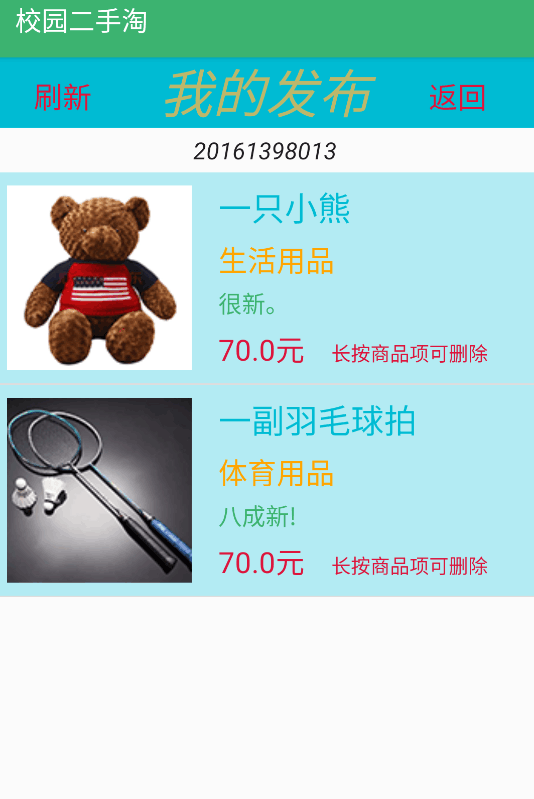 校园二手淘
刷新 我的发布 返回
20161398013
一只小熊
生活用品
很新。
70.0元 长按商品项可删除
一副羽毛球拍
体育用品
八成新!
70.0元 长按商品项可删除